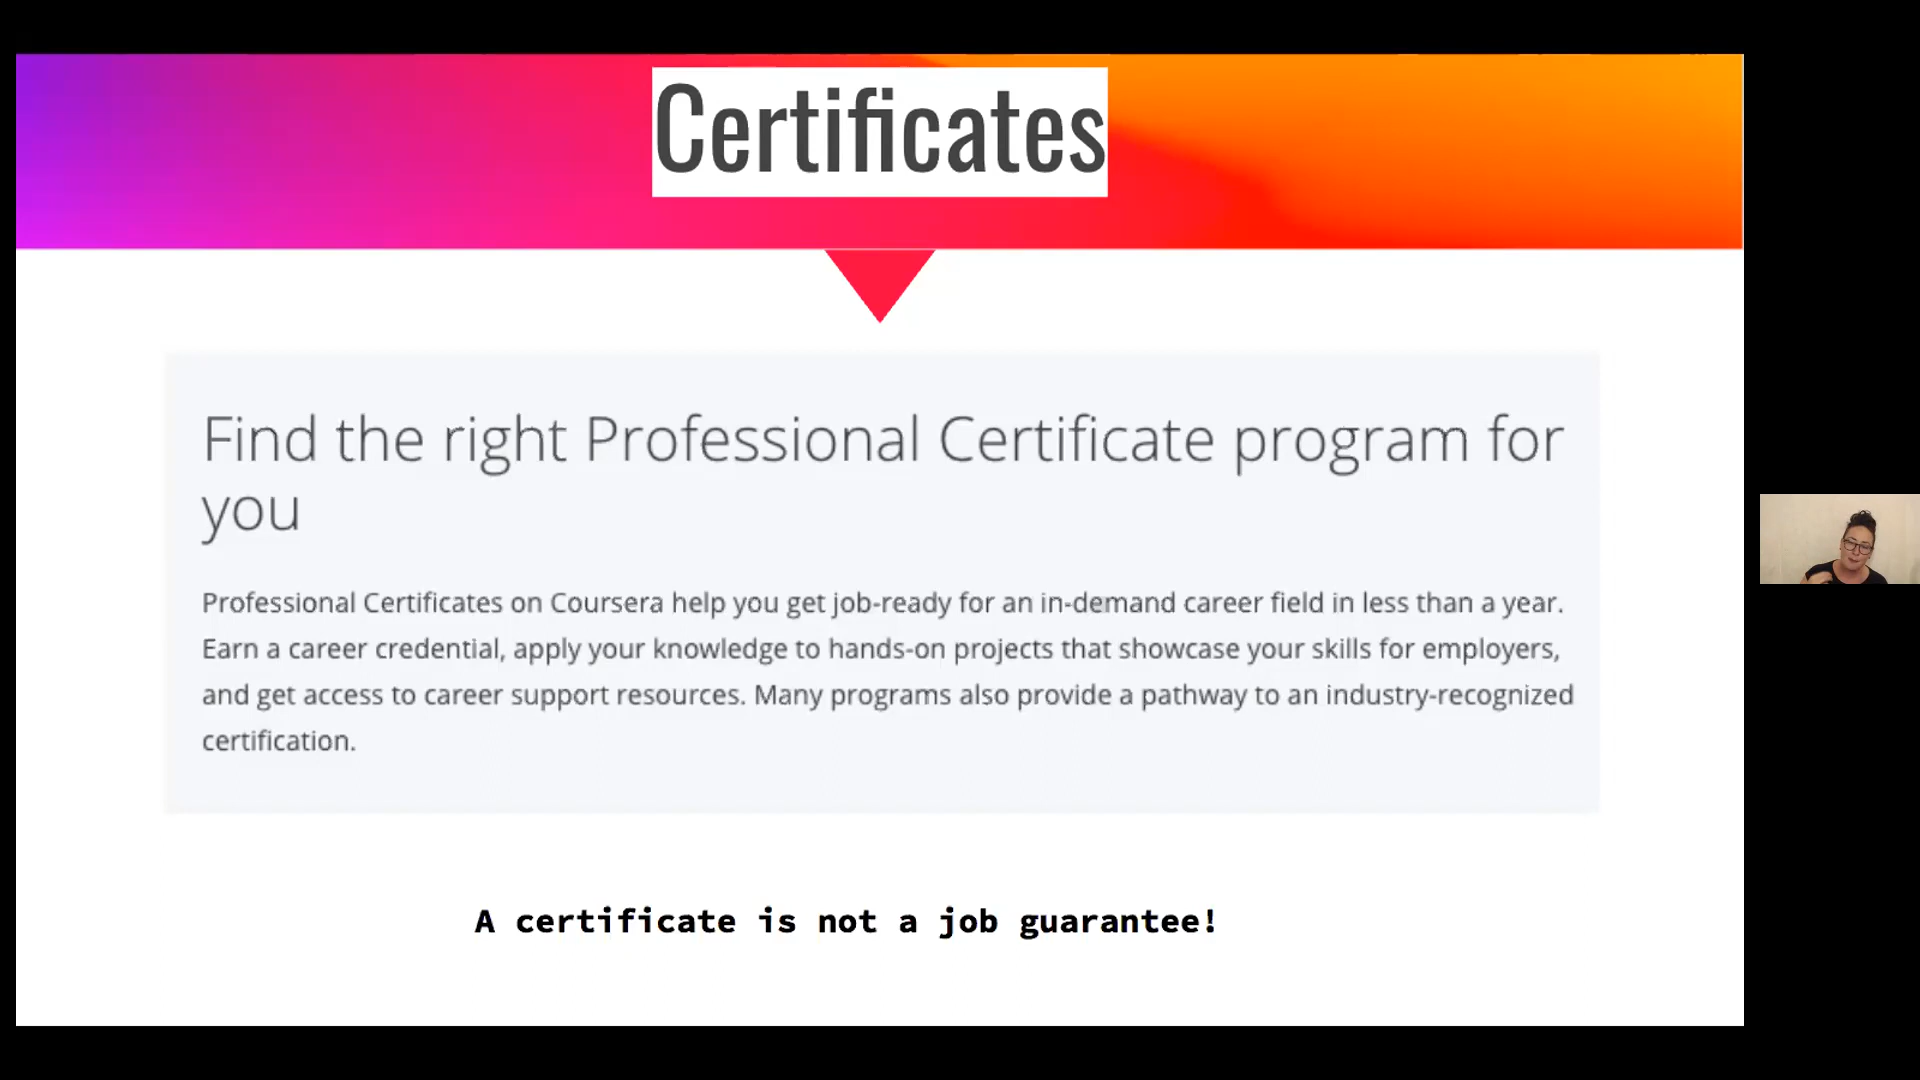 Certificates
Find the right Professional Certificate program for
you
Professional Certificates on Coursera help you get job-ready for an in-demand career field in less than a year.
Earn a career credential, apply your knowledge to hands-on projects that showcase your skills for employers,
and get access to career support resources. Many programs also provide a pathway to an industry-recognized
certification.
A certificate is not a job guarantee!